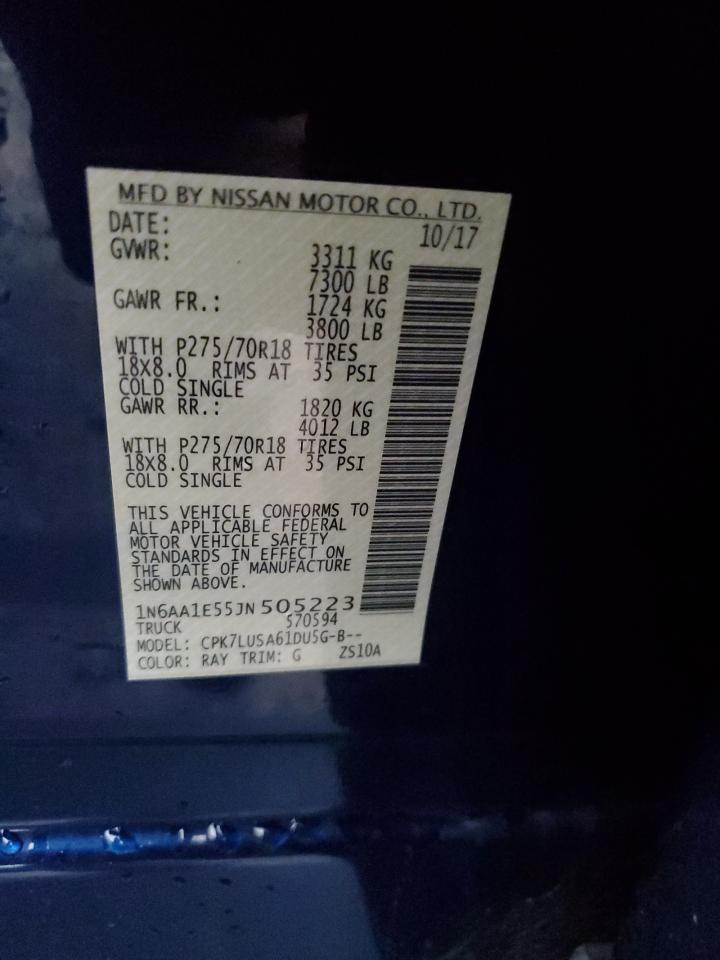 MFD BY NISSAN MOTOR CO., LTD.
DATE: 10/17
GVWR: 3311 KG
7300 LB
GAWR FR.: 1724 KG
3800 LB
WITH P275/70R18 TIRES
18X8.0 RIMS AT 35 PSI
COLD SINGLE
GAWR RR.: 1820 KG
4012 LB
WITH P275/70R18 TIRES
18X8.0 RIMS AT 35 PSI
COLD SINGLE
THIS VEHICLE CONFORMS TO
ALL APPLICABLE FEDERAL
MOTOR VEHICLE SAFETY
STANDARDS IN EFFECT ON
THE DATE OF MANUFACTURE
SHOWN ABOVE.
1N6AA1E55JN505223
TRUCK 570594
MODEL: CPK7LUSA61DU5G-B--
COLOR: RAY TRIM: G ZS10A